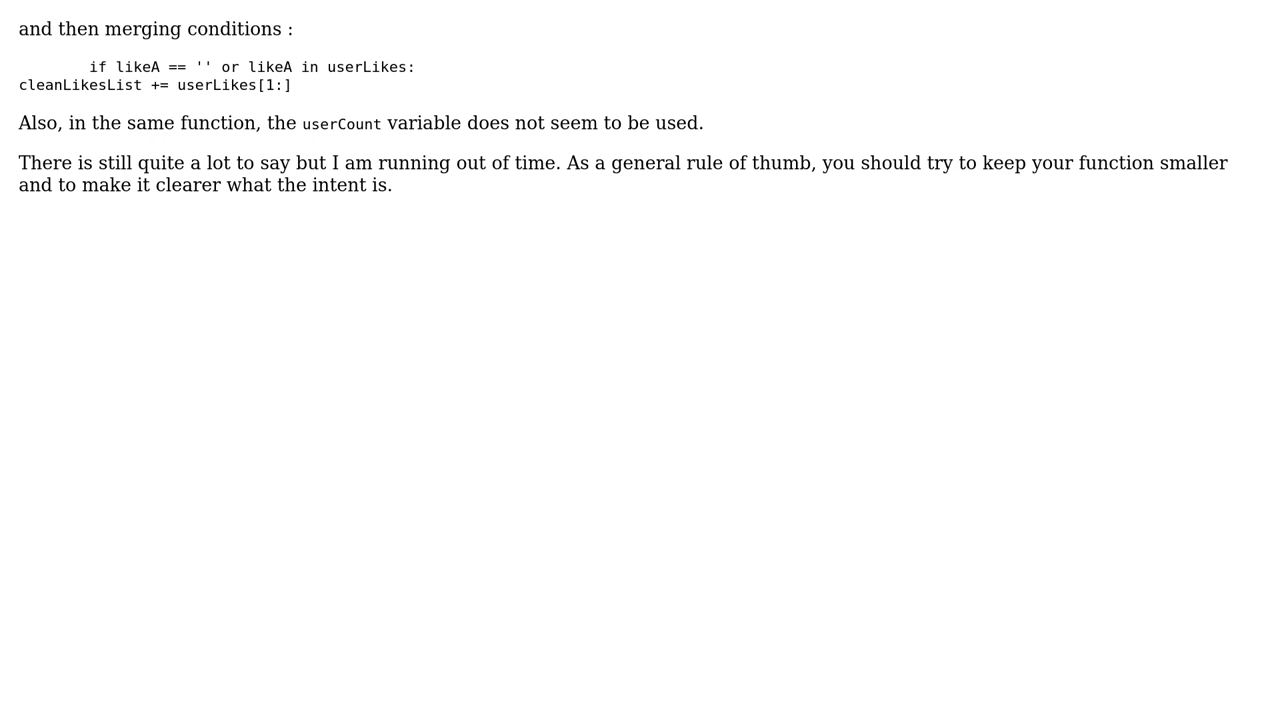 and then merging conditions :
        if likeA == '' or likeA in userLikes:
cleanLikesList += userLikes[1:]
Also, in the same function, the userCount variable does not seem to be used.
There is still quite a lot to say but I am running out of time. As a general rule of thumb, you should try to keep your function smaller
and to make it clearer what the intent is.